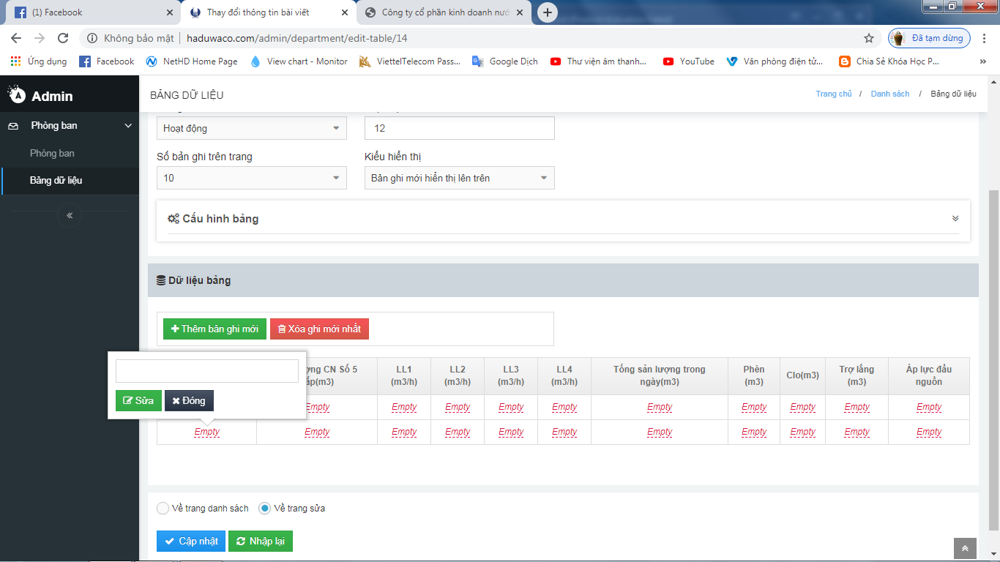 (1) Facebook
Thay đổi thông tin bài viết
Công ty cổ phần kinh doanh nướ
Không bảo mật | haduwaco.com/admin/department/edit-table/14
Đã tạm dừng
Ứng dụng
Facebook
NetHD Home Page
View chart - Monitor
ViettelTelecom Pass...
Google Dịch
Thư viện âm thanh...
YouTube
Văn phòng điện tử...
Chia Sẻ Khóa Học P...
»
Admin
Phòng ban
Phòng ban
Bảng dữ liệu
BẢNG DỮ LIỆU
Trang chủ / Danh sách / Bảng dữ liệu
Hoạt động
12
Số bản ghi trên trang
Kiểu hiển thị
10
Bản ghi mới hiển thị lên trên
Cấu hình bảng
Dữ liệu bảng
Thêm bản ghi mới
Xóa ghi mới nhất
Sửa
Đóng
CN Số 5
(m3)
LL1
(m3/h)
LL2
(m3/h)
LL3
(m3/h)
LL4
(m3/h)
Tổng sản lượng trong
ngày(m3)
Phèn
(m3)
Clo(m3)
Trợ lắng
(m3)
Áp lực đầu
nguồn
Empty Empty Empty Empty Empty Empty Empty Empty Empty Empty
Empty Empty Empty Empty Empty Empty Empty Empty Empty Empty Empty
Về trang danh sách
Về trang sửa
Cập nhật
Nhập lại